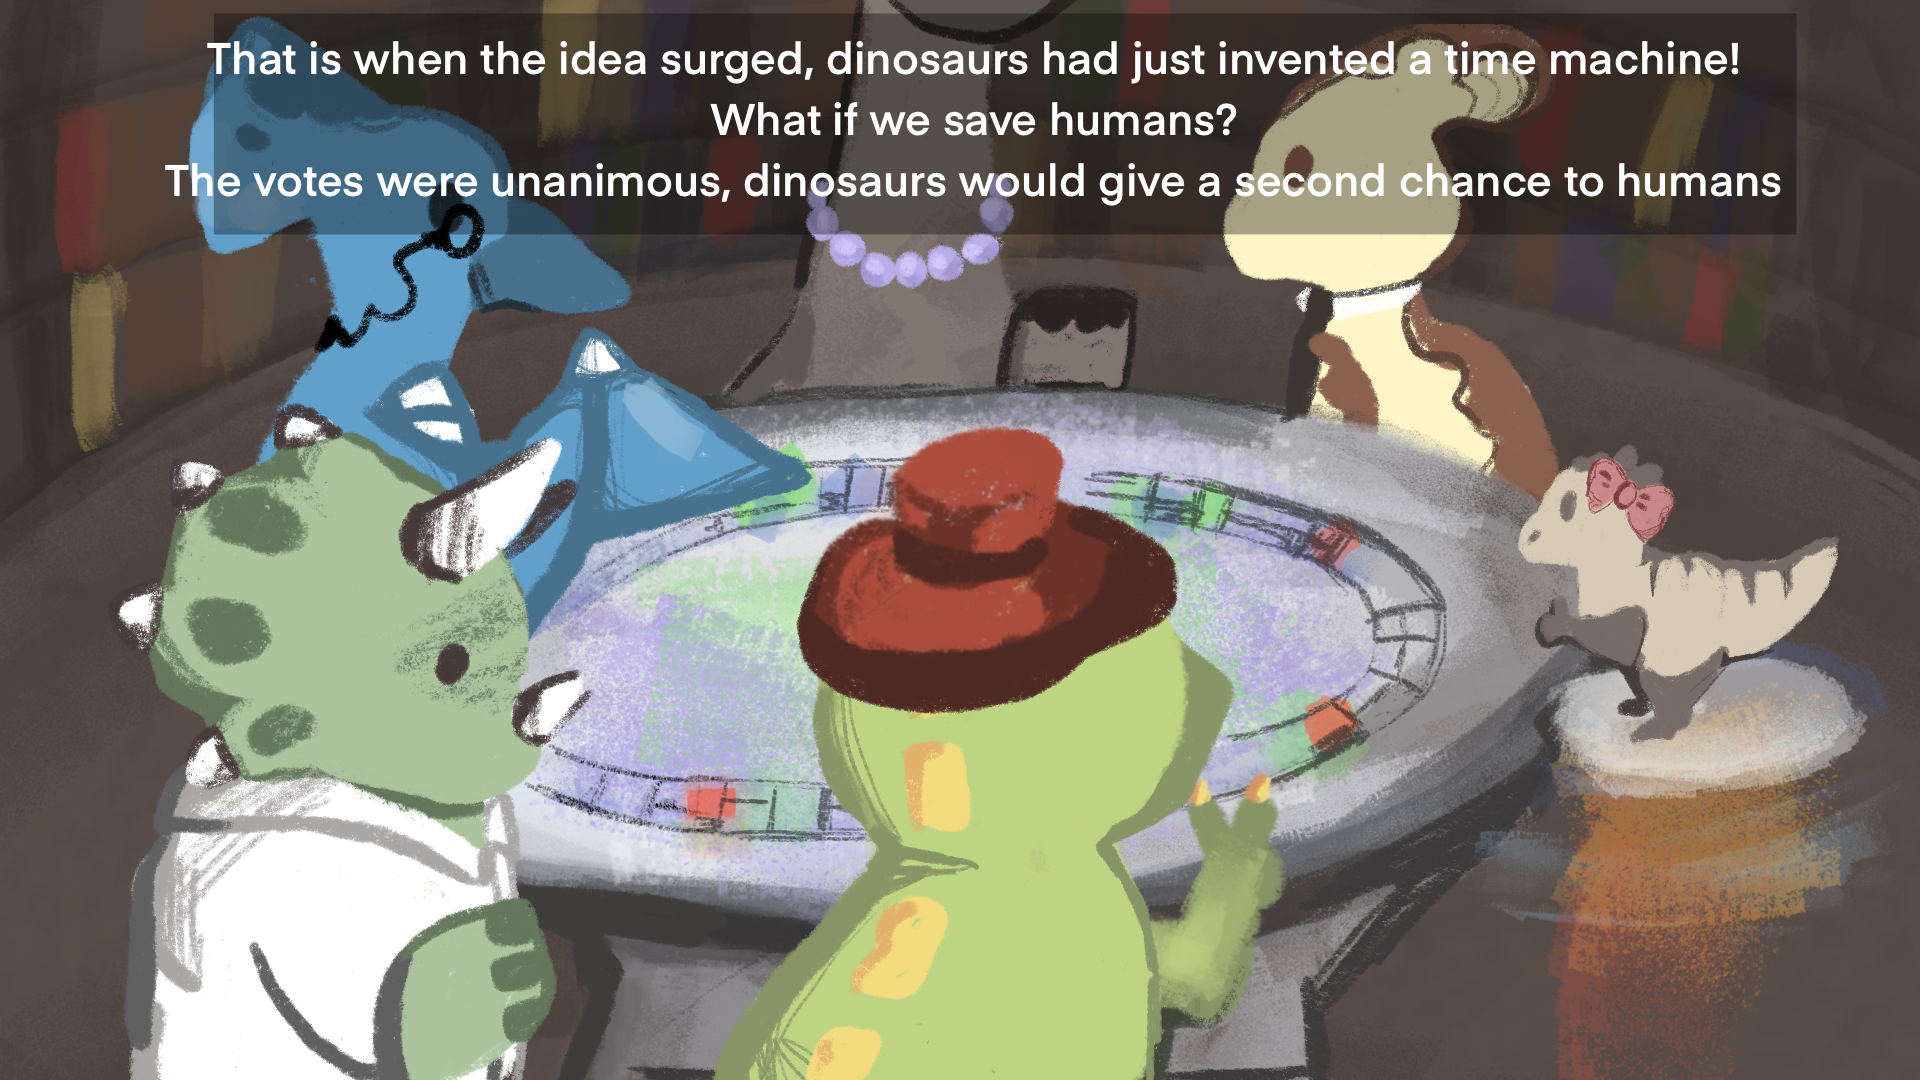 That is when the idea surged, dinosaurs had just invented a time machine!
What if we save humans?
The votes were unanimous, dinosaurs would give a second chance to humans